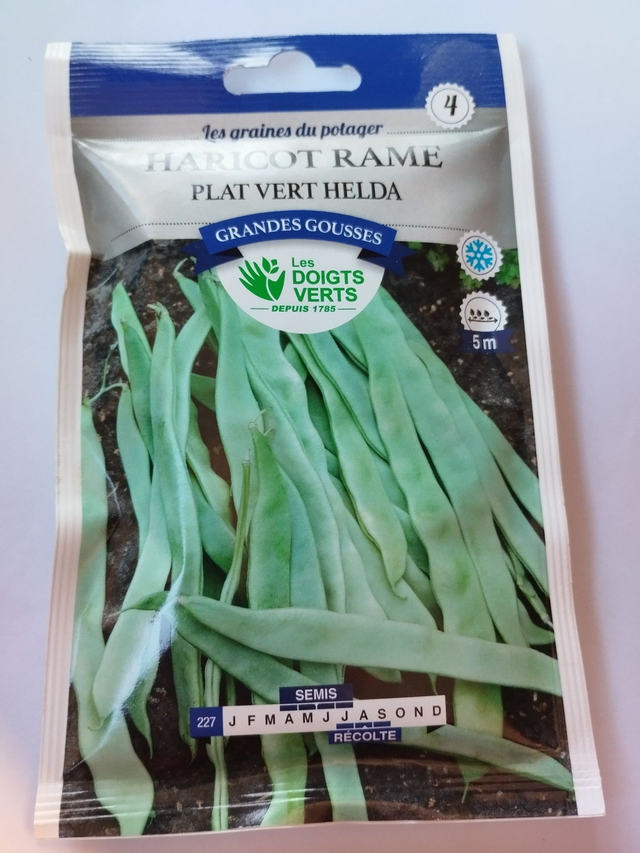 4
Les graines du potager
HARICOT RAME
PLAT VERT HELDA
GRANDES GOUSSES
Les
DOIGTS
VERTS
DEPUIS 1785
5 m
SEMIS
227 J F M A M J J A S O N D
RÉCOLTE